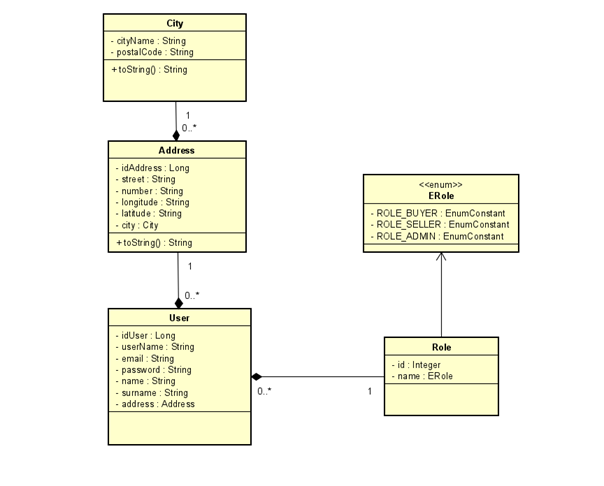 City
- cityName : String
- postalCode : String
+ toString() : String
1
0..*
Address
- idAddress : Long
- street : String
- number : String
- longitude : String
- latitude : String
- city : City
+ toString() : String
1
0..*
User
- idUser : Long
- userName : String
- email : String
- password : String
- name : String
- surname : String
- address : Address
0..*
1
<<enum>>
ERole
- ROLE_BUYER : EnumConstant
- ROLE_SELLER : EnumConstant
- ROLE_ADMIN : EnumConstant
Role
- id : Integer
- name : ERole